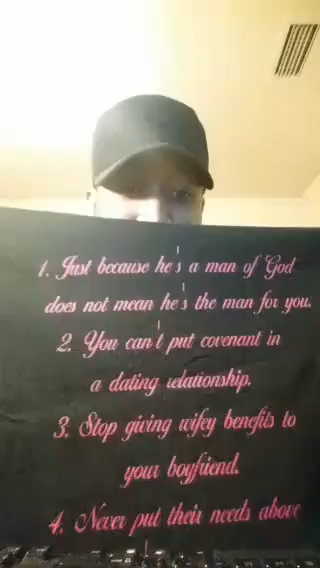 1. Just because he's a man of God
does not mean he's the man for you.
2. You can't put covenant in
a dating relationship.
3. Stop giving wifey benefits to
your boyfriend.
4. Never put their needs above